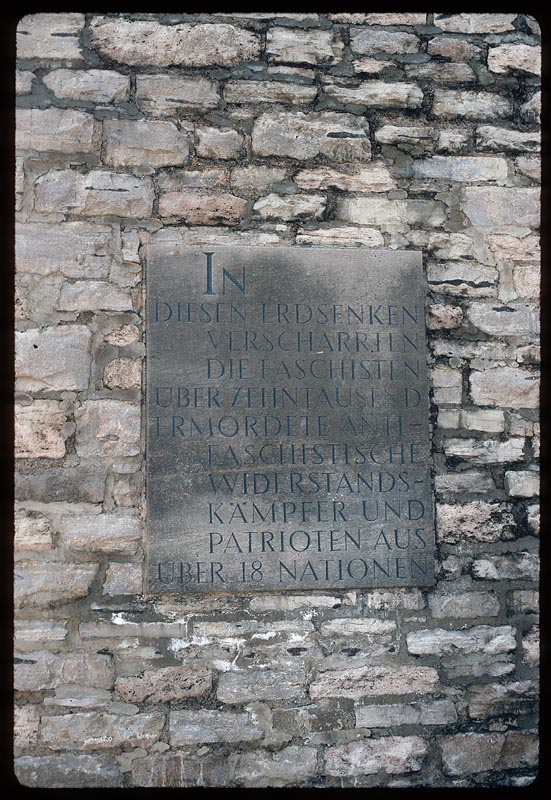 IN
DIESEN ERDSENKEN
VERSCHARRTEN
DIE FASCHISTEN
ÜBER ZEHNTAUSEND
ERMORDETE ANTI-
FASCHISTISCHE
WIDERSTANDS-
KÄMPFER UND
PATRIOTEN AUS
ÜBER 18 NATIONEN